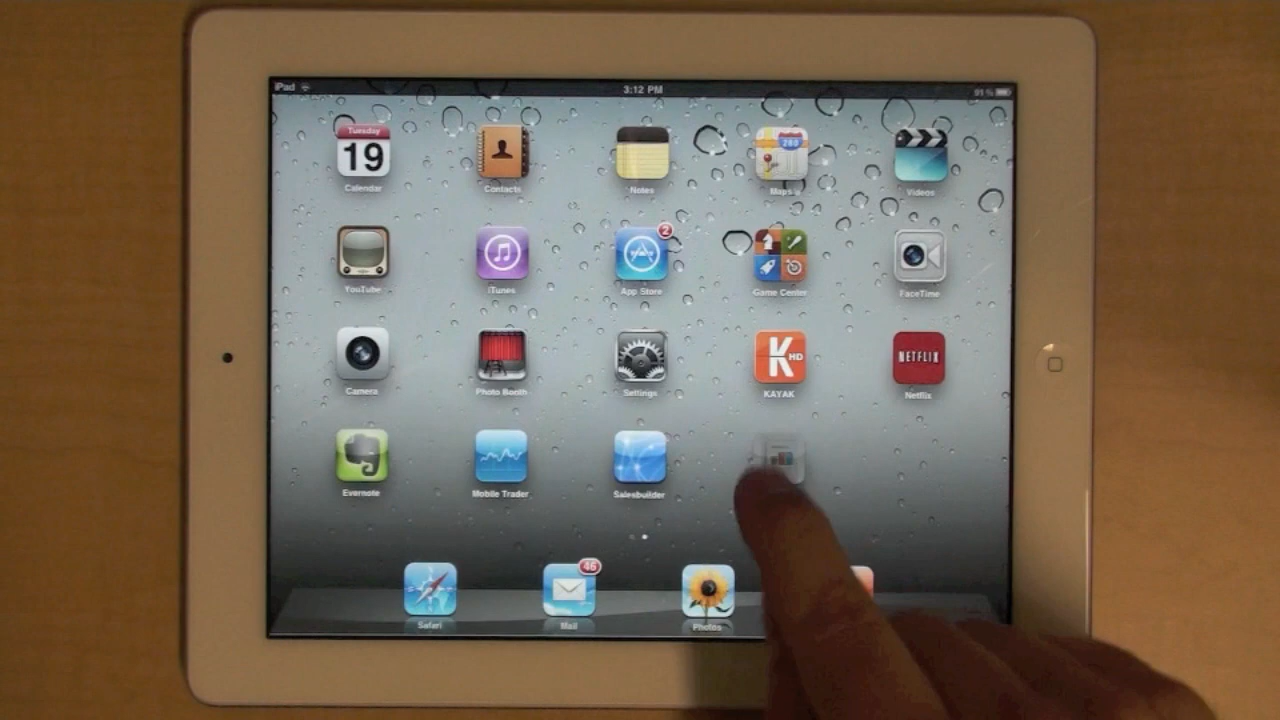 iPad 3:12 PM 91%
Tuesday
19 280
Calendar Contacts Notes Maps Videos
2
YouTube iTunes App Store Game Center FaceTime
K HD NETFLIX
Camera Photo Booth Settings KAYAK Netflix
Evernote Mobile Trader Salesbuilder
46
Safari Mail Photos